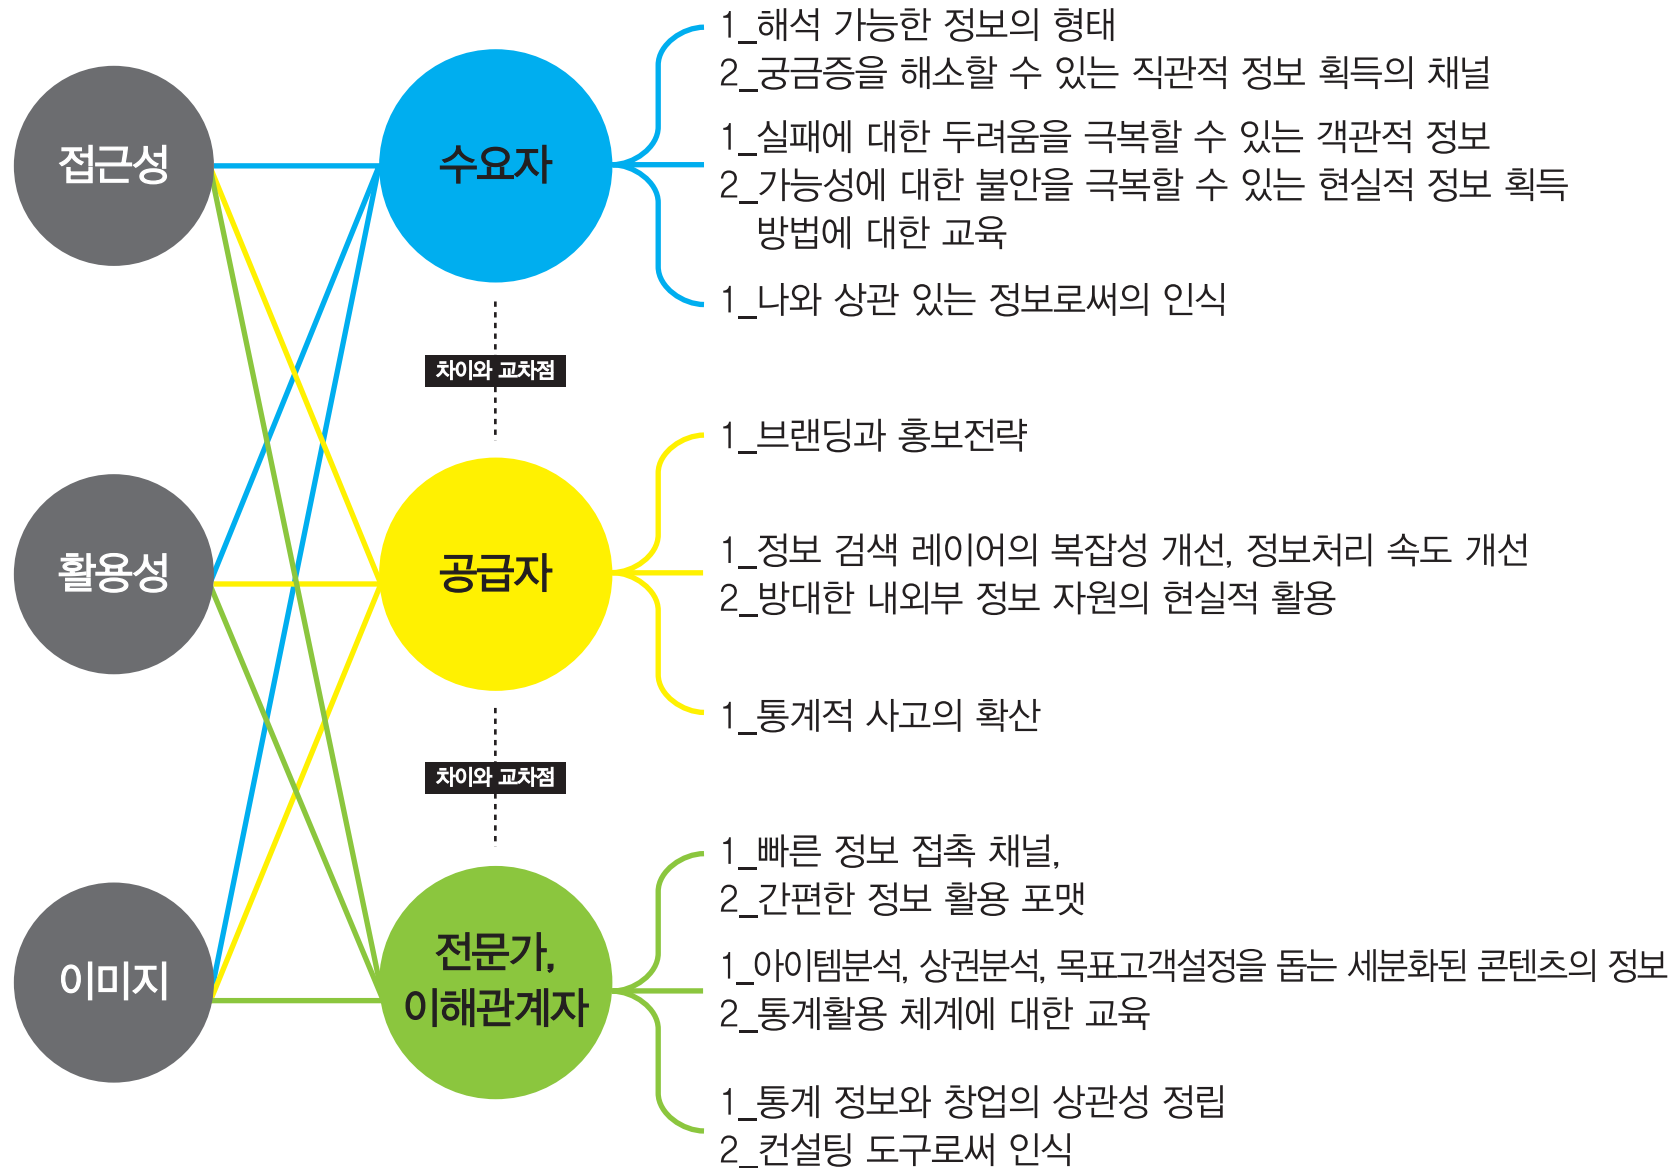 접근성
활용성
이미지
수요자
차이와 교차점
공급자
차이와 교차점
전문가,
이해관계자
1_해석 가능한 정보의 형태
2_궁금증을 해소할 수 있는 직관적 정보 획득의 채널
1_실패에 대한 두려움을 극복할 수 있는 객관적 정보
2_가능성에 대한 불안을 극복할 수 있는 현실적 정보 획득
방법에 대한 교육
1_나와 상관 있는 정보로써의 인식
1_브랜딩과 홍보전략
1_정보 검색 레이어의 복잡성 개선, 정보처리 속도 개선
2_방대한 내외부 정보 자원의 현실적 활용
1_통계적 사고의 확산
1_빠른 정보 접촉 채널,
2_간편한 정보 활용 포맷
1_아이템분석, 상권분석, 목표고객설정을 돕는 세분화된 콘텐츠의 정보
2_통계활용 체계에 대한 교육
1_통계 정보와 창업의 상관성 정립
2_컨설팅 도구로써 인식